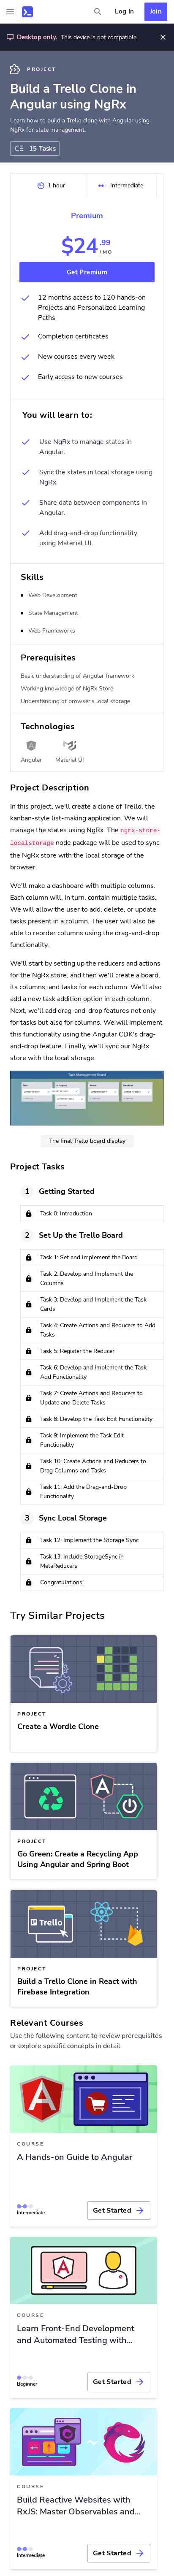 Log In
Join
Desktop only. This device is not compatible.
PROJECT
Build a Trello Clone in
Angular using NgRx
Learn how to build a Trello clone with Angular using
NgRx for state management.
15 Tasks
1 hour
Intermediate
Premium
$24.99
/ MO
Get Premium
12 months access to 120 hands-on
Projects and Personalized Learning
Paths
Completion certificates
New courses every week
Early access to new courses
You will learn to:
Use NgRx to manage states in
Angular.
Sync the states in local storage using
NgRx.
Share data between components in
Angular.
Add drag-and-drop functionality
using Material UI.
Skills
Web Development
State Management
Web Frameworks
Prerequisites
Basic understanding of Angular framework
Working knowledge of NgRx Store
Understanding of browser's local storage
Technologies
Angular
Material UI
Project Description
In this project, we'll create a clone of Trello, the
kanban-style list-making application. We will
manage the states using NgRx. The ngrx-store-
localstorage node package will be used to sync
the NgRx store with the local storage of the
browser.
We'll make a dashboard with multiple columns.
Each column will, in turn, contain multiple tasks.
We will allow the user to add, delete, or update
tasks present in a column. The user will also be
able to reorder columns using the drag-and-drop
functionality.
We'll start by setting up the reducers and actions
for the NgRx store, and then we'll create a board,
its columns, and tasks for each column. We'll also
add a new task addition option in each column.
Next, we'll add drag-and-drop features not only
for tasks but also for columns. We will implement
this functionality using the Angular CDK's drag-
and-drop feature. Finally, we'll sync our NgRx
store with the local storage.
Task Management Board
The final Trello board display
Project Tasks
1 Getting Started
Task 0: Introduction
2 Set Up the Trello Board
Task 1: Set and Implement the Board
Task 2: Develop and Implement the
Columns
Task 3: Develop and Implement the Task
Cards
Task 4: Create Actions and Reducers to Add
Tasks
Task 5: Register the Reducer
Task 6: Develop and Implement the Task
Add Functionality
Task 7: Create Actions and Reducers to
Update and Delete Tasks
Task 8: Develop the Task Edit Functionality
Task 9: Implement the Task Edit
Functionality
Task 10: Create Actions and Reducers to
Drag Columns and Tasks
Task 11: Add the Drag-and-Drop
Functionality
3 Sync Local Storage
Task 12: Implement the Storage Sync
Task 13: Include StorageSync in
MetaReducers
Congratulations!
Try Similar Projects
PROJECT
Create a Wordle Clone
PROJECT
Go Green: Create a Recycling App
Using Angular and Spring Boot
Trello
PROJECT
Build a Trello Clone in React with
Firebase Integration
Relevant Courses
Use the following content to review prerequisites
or explore specific concepts in detail.
COURSE
A Hands-on Guide to Angular
Intermediate
Get Started
COURSE
Learn Front-End Development
and Automated Testing with...
Beginner
Get Started
COURSE
Build Reactive Websites with
RxJS: Master Observables and...
Intermediate
Get Started